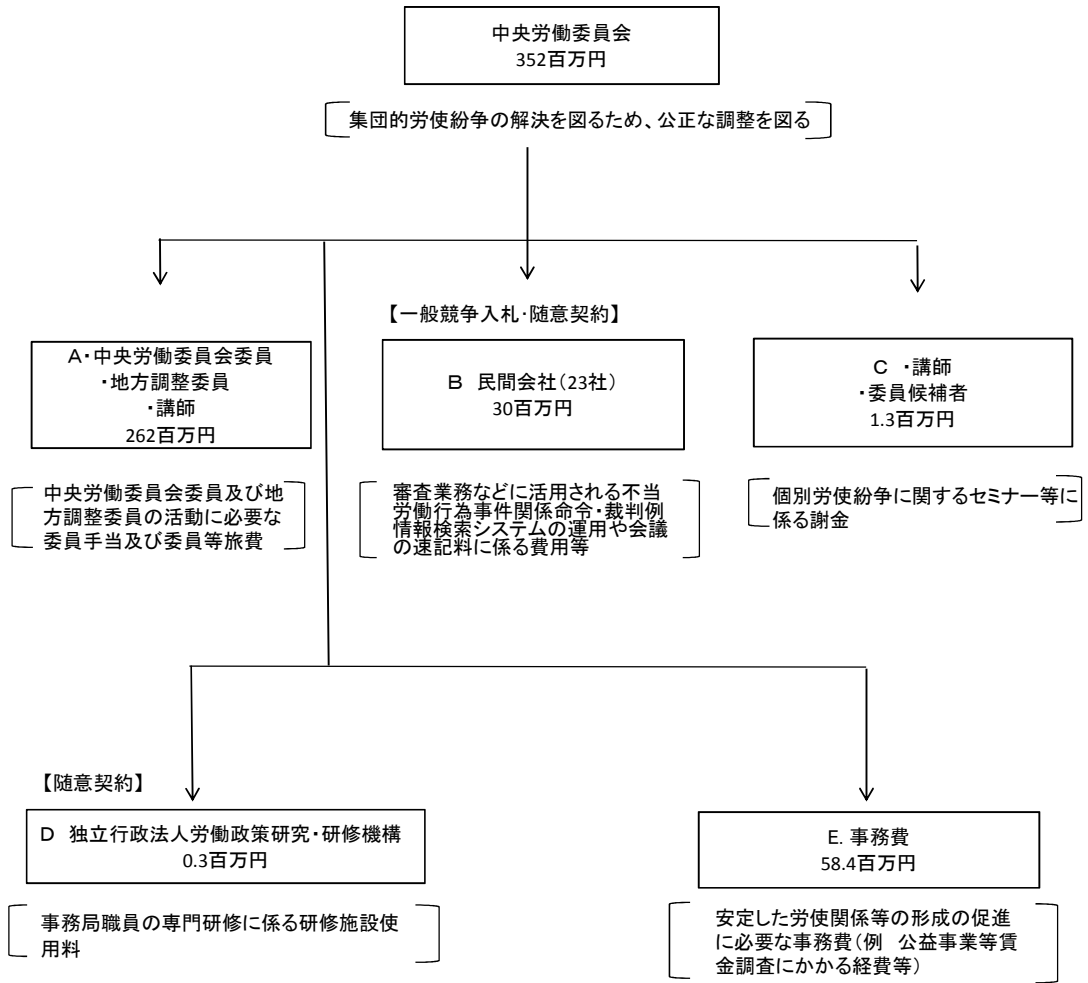 中央労働委員会
352百万円
集団的労使紛争の解決を図るため、公正な調整を図る
【一般競争入札・随意契約】
A・中央労働委員会委員
・地方調整委員
・講師
262百万円
B 民間会社(23社)
30百万円
C ・講師
・委員候補者
1.3百万円
中央労働委員会委員及び地
方調整委員の活動に必要な
委員手当及び委員等旅費
審査業務などに活用される不当
労働行為事件関係命令・裁判例
情報検索システムの運用や会議
の速記料に係る費用等
個別労使紛争に関するセミナー等に
係る謝金
【随意契約】
D 独立行政法人労働政策研究・研修機構
0.3百万円
E. 事務費
58.4百万円
事務局職員の専門研修に係る研修施設使
用料
安定した労使関係等の形成の促進
に必要な事務費(例 公益事業等賃
金調査にかかる経費等)